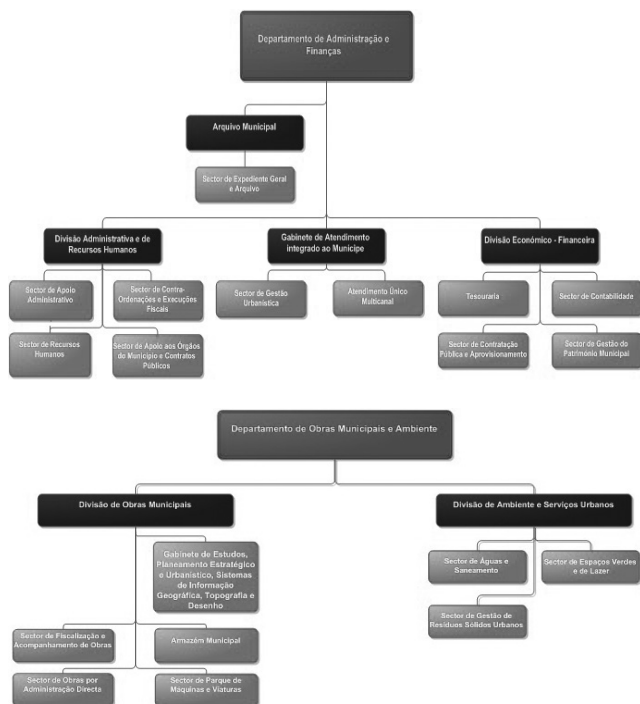 Departamento de Administração e
Finanças
Arquivo Municipal
Sector de Expediente Geral
e Arquivo
Divisão Administrativa e de
Recursos Humanos
Gabinete de Atendimento
integrado ao Munícipe
Divisão Económico - Financeira
Sector de Apoio
Administrativo
Sector de Contra-
Ordenações e Execuções
Fiscais
Sector de Gestão
Urbanística
Atendimento Único
Multicanal
Tesouraria
Sector de Contabilidade
Sector de Recursos
Humanos
Sector de Apoio aos Órgãos
do Município e Contratos
Públicos
Sector de Contratação
Pública e Aprovisionamento
Sector de Gestão do
Património Municipal
Departamento de Obras Municipais e Ambiente
Divisão de Obras Municipais
Divisão de Ambiente e Serviços Urbanos
Gabinete de Estudos,
Planeamento Estratégico
e Urbanístico, Sistemas
de Informação
Geográfica, Topografia e
Desenho
Sector de Águas e
Saneamento
Sector de Espaços Verdes
e de Lazer
Sector de Fiscalização e
Acompanhamento de Obras
Armazém Municipal
Sector de Gestão de
Resíduos Sólidos Urbanos
Sector de Obras por
Administração Directa
Sector de Parque de
Máquinas e Viaturas